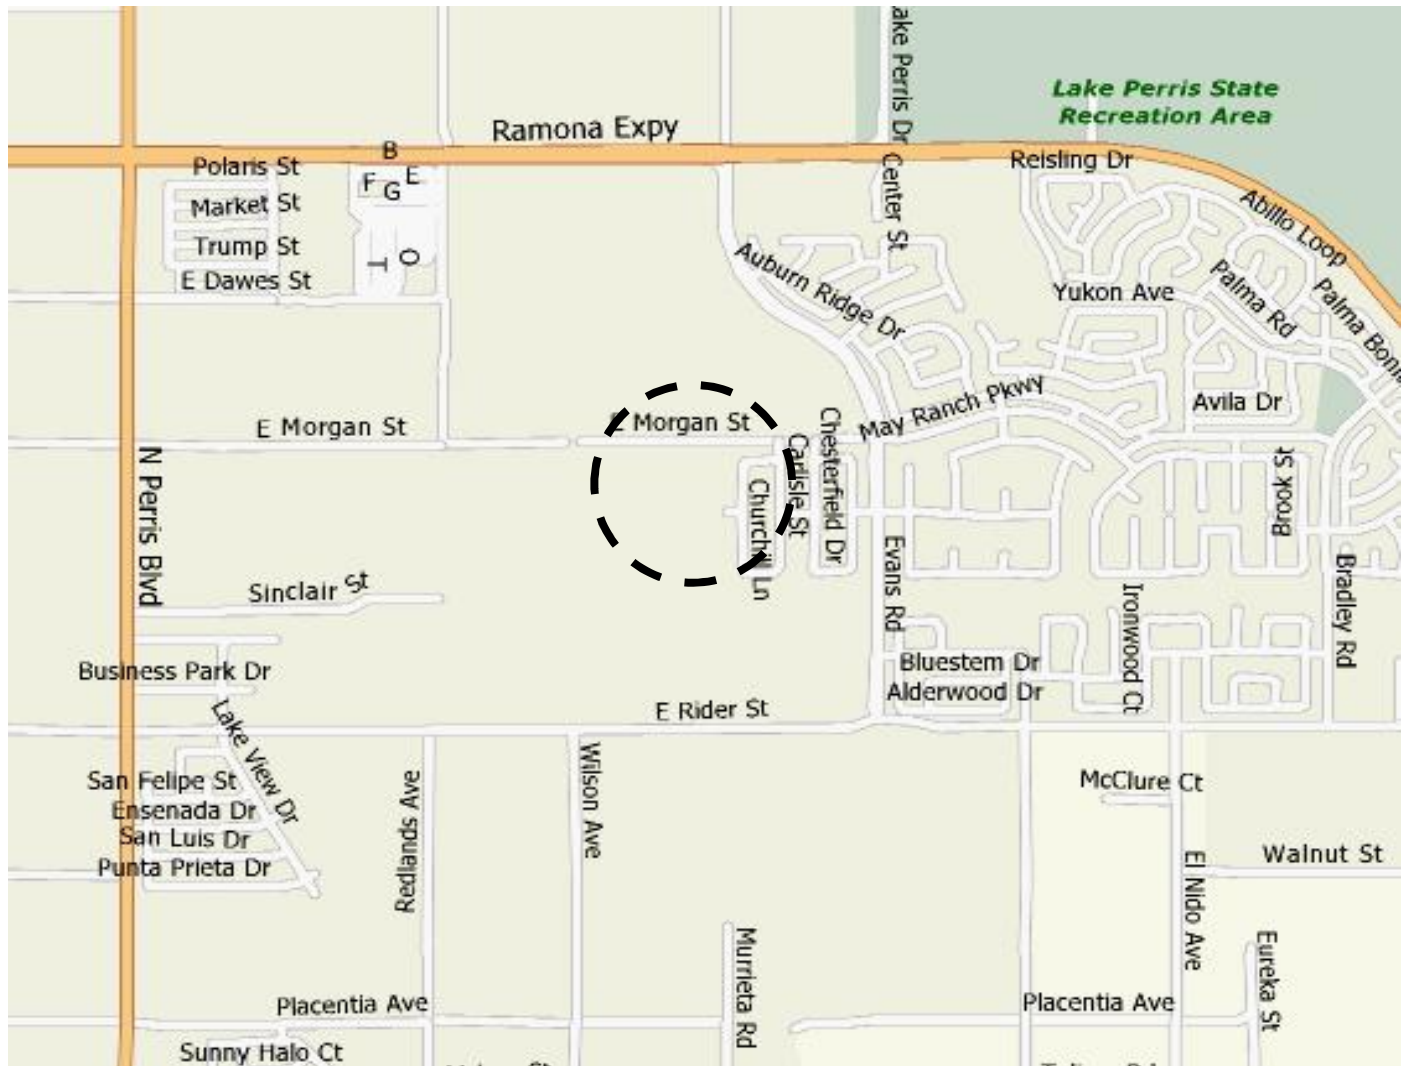 ake Perris Dr
Lake Perris State
Recreation Area
Ramona Expy
B
Polaris St
F
G
E
Center St
Reisling Dr
Market St
Abillo Loop
Trump St
T
O
Auburn Ridge Dr
E Dawes St
Yukon Ave
Palma Rd
Palma Boni
E Morgan St
E Morgan St
May Ranch Pkwy
Avila Dr
N Perris Blvd
Churchill Ln
Carlisle St
Chesterfield Dr
Brook St
Evans Rd
Bradley Rd
Sinclair St
Ironwood Ct
Business Park Dr
Bluestem Dr
Alderwood Dr
E Rider St
Lake View Dr
San Felipe St
Ensenada Dr
San Luis Dr
Punta Prieta Dr
Redlands Ave
Wilson Ave
McClure Ct
Walnut St
El Nido Ave
Murrieta Rd
Eureka St
Placentia Ave
Placentia Ave
Sunny Halo Ct